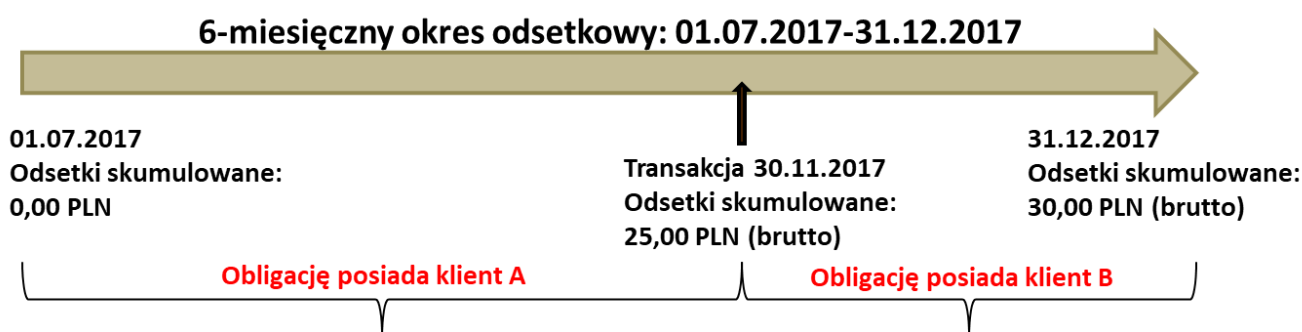 6-miesięczny okres odsetkowy: 01.07.2017-31.12.2017
01.07.2017
Odsetki skumulowane:
0,00 PLN
Transakcja 30.11.2017
Odsetki skumulowane:
25,00 PLN (brutto)
31.12.2017
Odsetki skumulowane:
30,00 PLN (brutto)
Obligację posiada klient A
Obligację posiada klient B